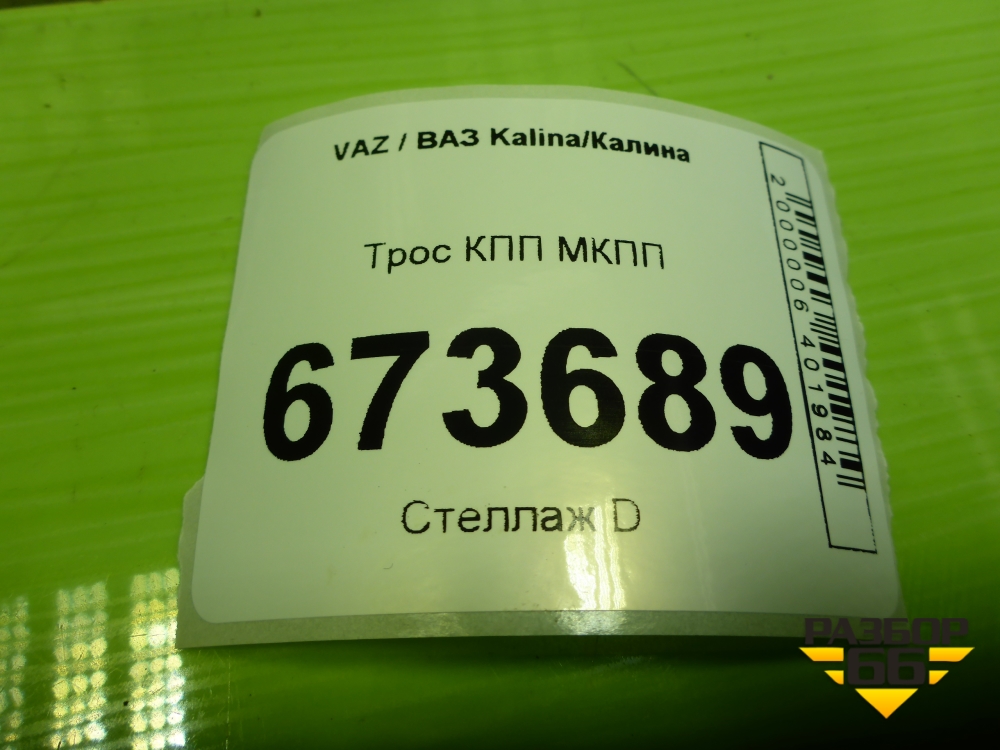 VAZ / ВАЗ Kalina/Калина
Трос КПП МКПП
673689
Стеллаж D
2000006401984
РАЗБОР
66